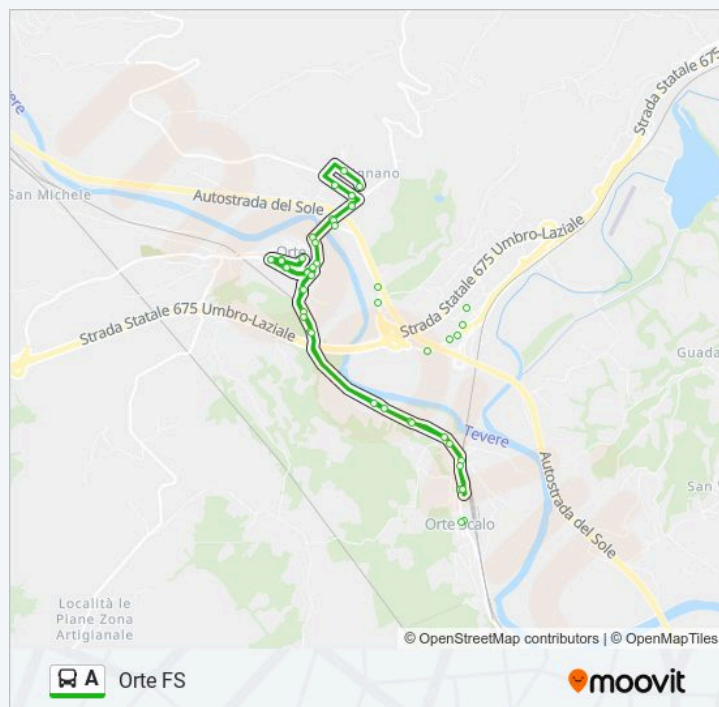 Strada Statale 675
San Michele
Autostrada del Sole
Orte
Strada Statale 675 Umbro-Laziale
Strada Statale 675 Umbro-Laziale
Guada
Tevere
Autostrada del Sole
San V
Orte Scalo
Località le
Piane Zona
Artigianale
© OpenStreetMap contributors | © OpenMapTiles
A Orte FS
moovit